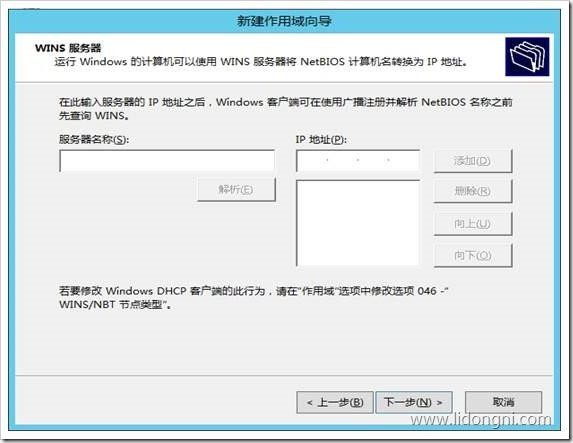 新建作用域向导
WINS 服务器
运行 Windows 的计算机可以使用 WINS 服务器将 NetBIOS 计算机名转换为 IP 地址。
在此输入服务器的 IP 地址之后，Windows 客户端可在使用广播注册并解析 NetBIOS 名称之前
先查询 WINS。
服务器名称(S):
IP 地址(P):
添加(D)
解析(E)
删除(R)
向上(U)
向下(O)
若要修改 Windows DHCP 客户端的此行为，请在“作用域”选项中修改选项 046 -“
WINS/NBT 节点类型”。
< 上一步(B)
下一步(N) >
取消
www.lidongni.com